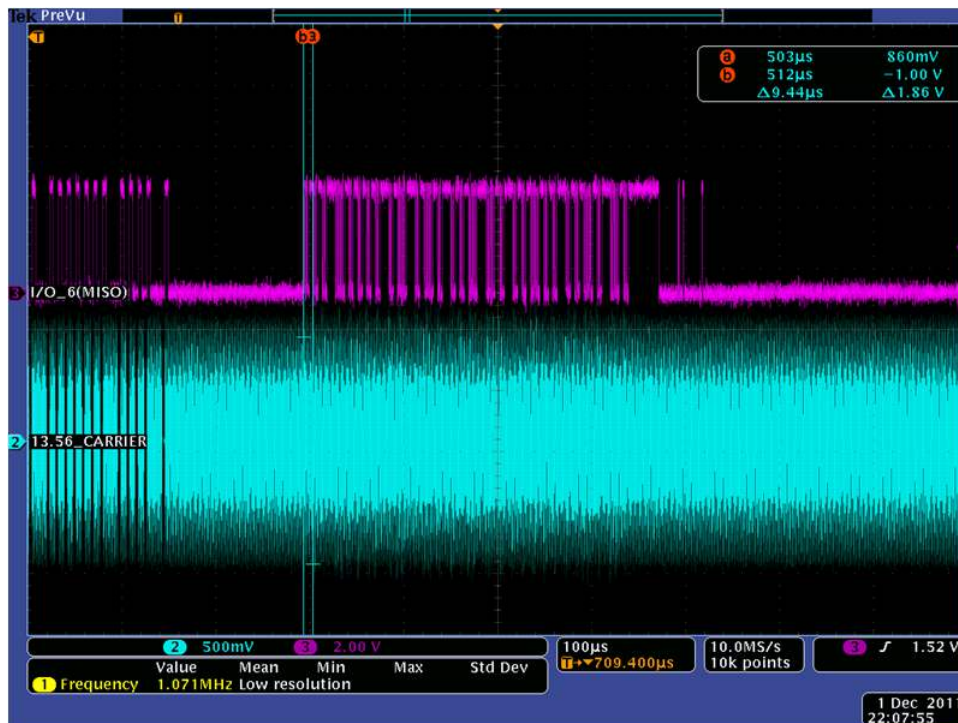 Tek PreVu
T
T
b 3
a 503µs 860mV
b 512µs −1.00 V
Δ9.44µs Δ1.86 V
3 I/O_6(MISO)
2 13.56_CARRIER
2 500mV 3 2.00 V
Value Mean Min Max Std Dev
1 Frequency 1.071MHz Low resolution
100µs
T→▼709.400µs
10.0MS/s
10k points
3 1.52 V
1 Dec 201
22:07:55